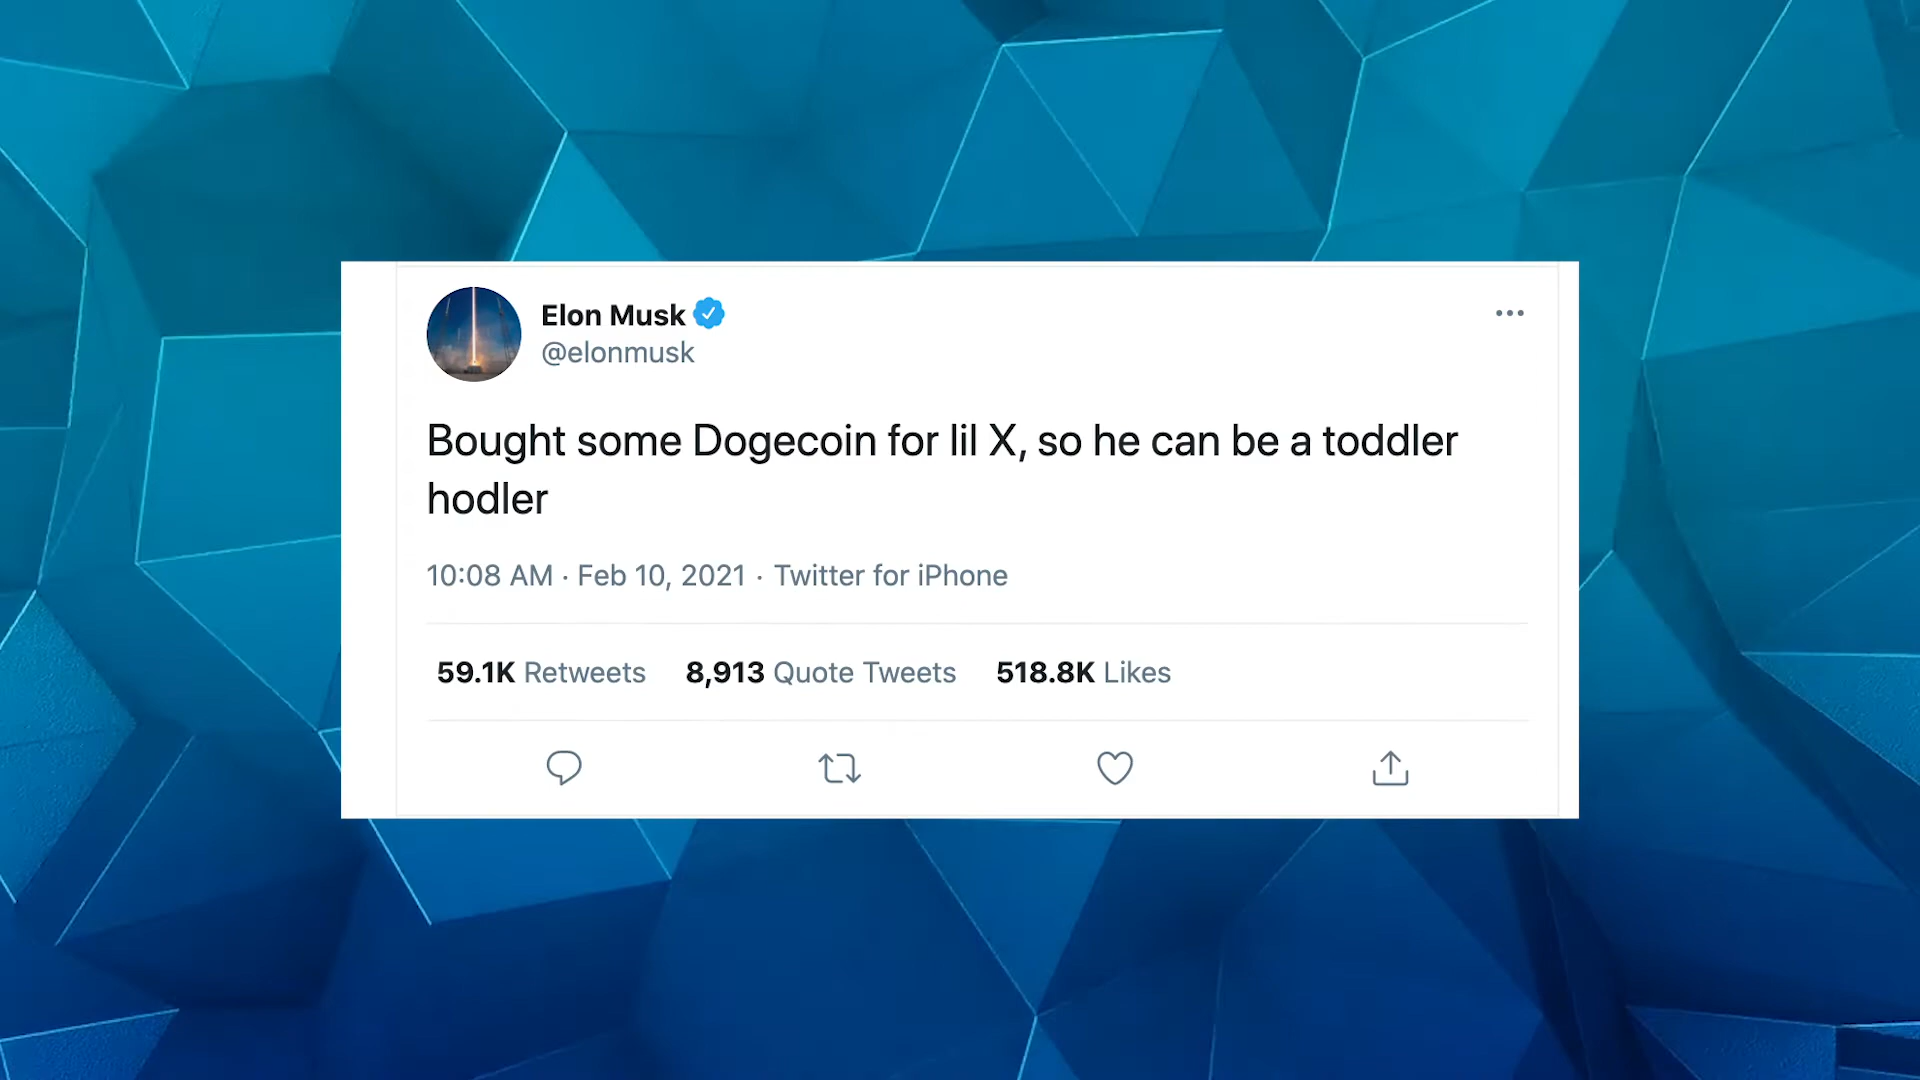 Elon Musk
@elonmusk
Bought some Dogecoin for lil X, so he can be a toddler
hodler
10:08 AM · Feb 10, 2021 · Twitter for iPhone
59.1K Retweets 8,913 Quote Tweets 518.8K Likes